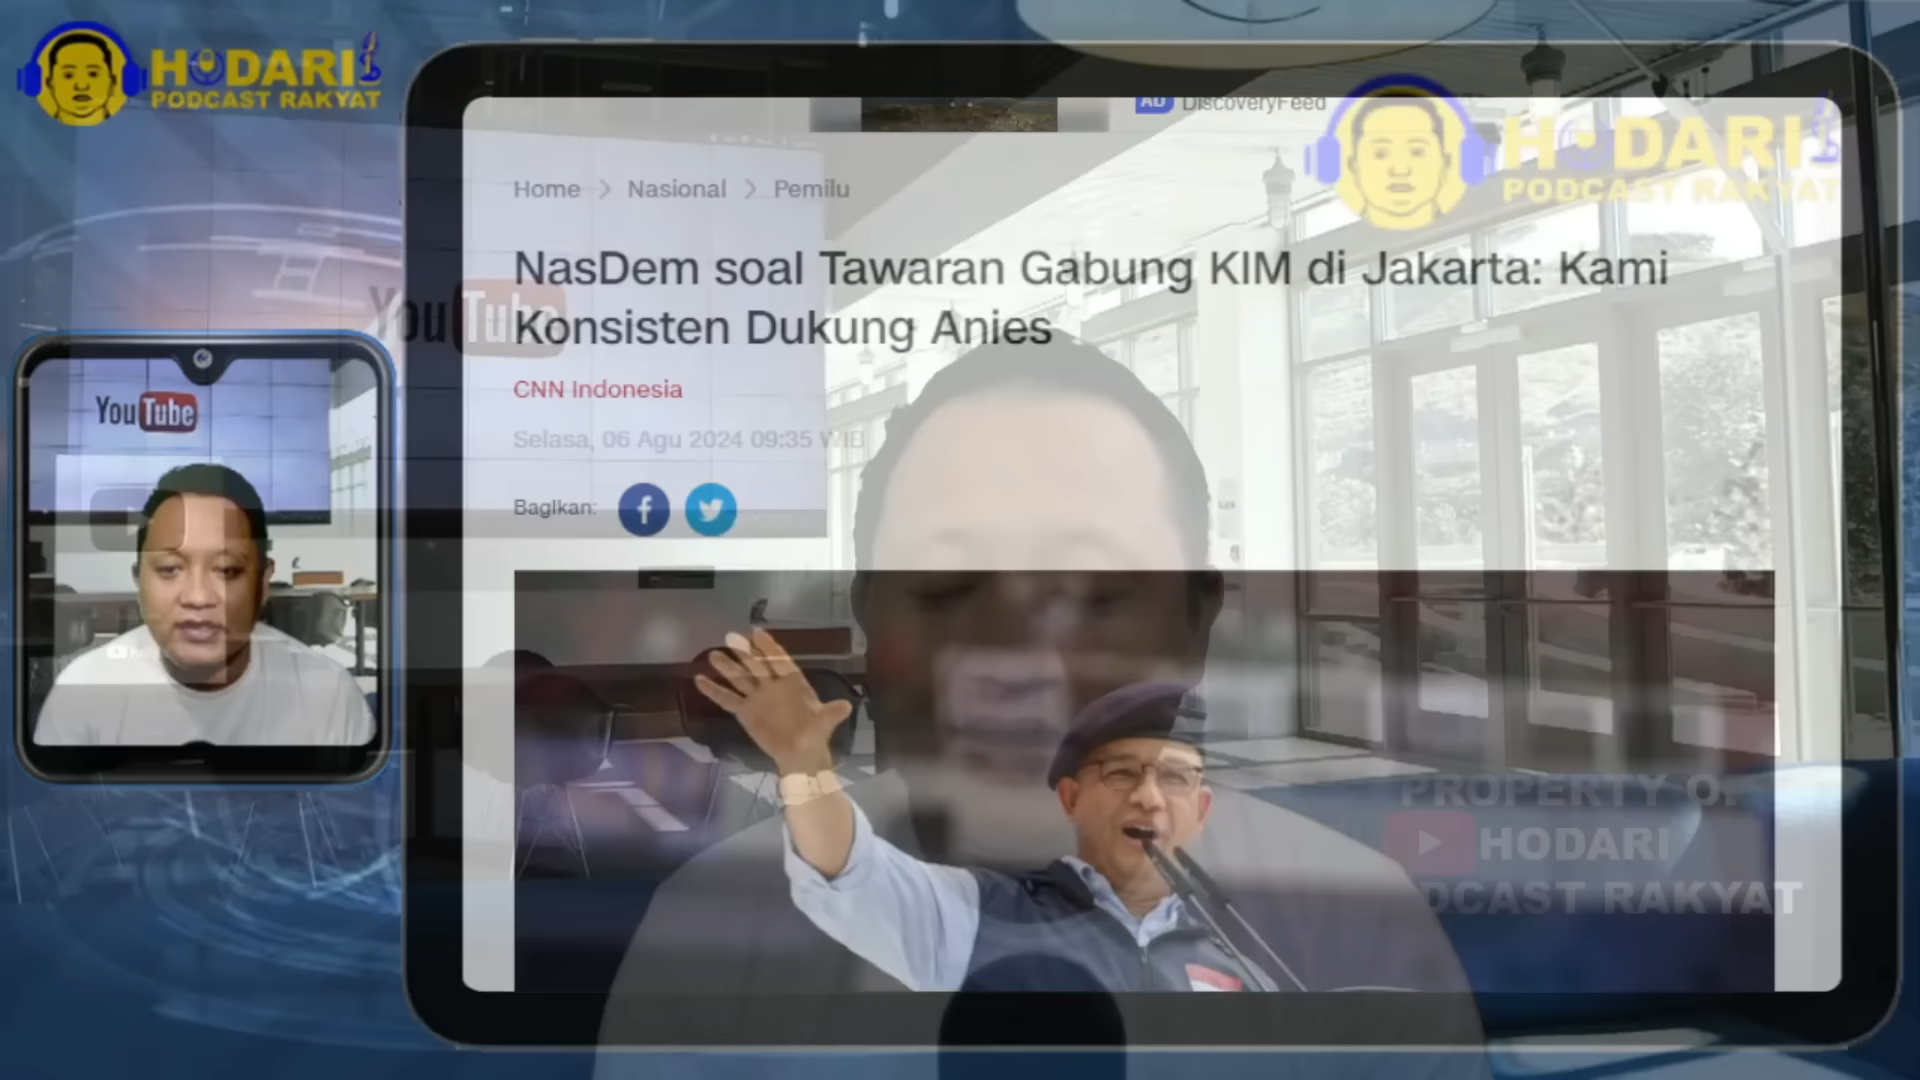 HODARI
PODCAST RAKYAT
AD DiscoveryFeed
HODARI
PODCAST RAKYAT
Home > Nasional > Pemilu
NasDem soal Tawaran Gabung KIM di Jakarta: Kami
Konsisten Dukung Anies
CNN Indonesia
Selasa, 06 Agu 2024 09:35 WIB
Bagikan:
YouTube
YouTube
PROPERTY OF
HODARI
PODCAST RAKYAT